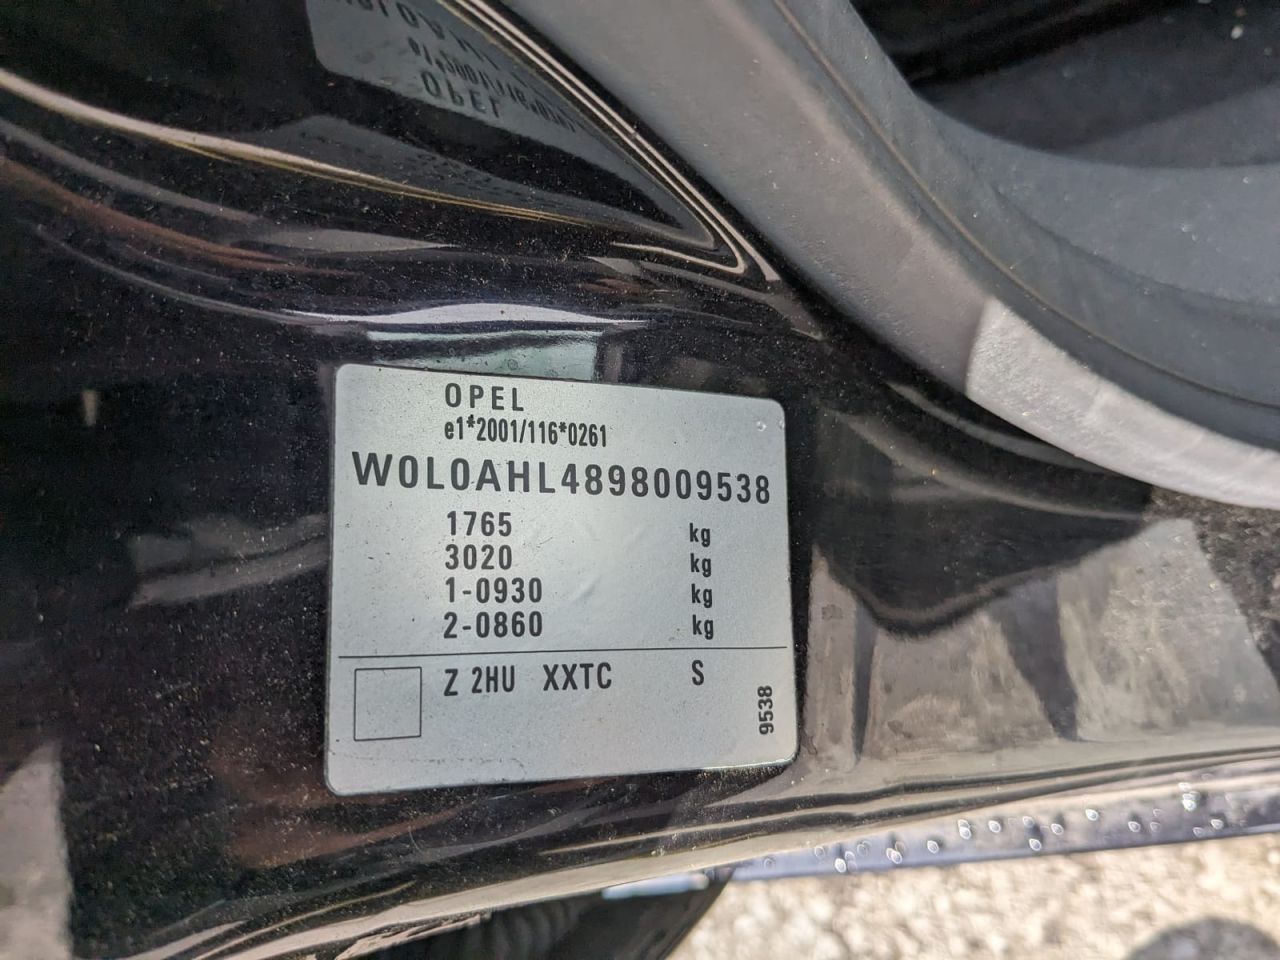 OPEL
e1*2001/116*0261
W0L0AHL4898009538
1765 kg
3020 kg
1-0930 kg
2-0860 kg
Z 2HU XXTC S
9538